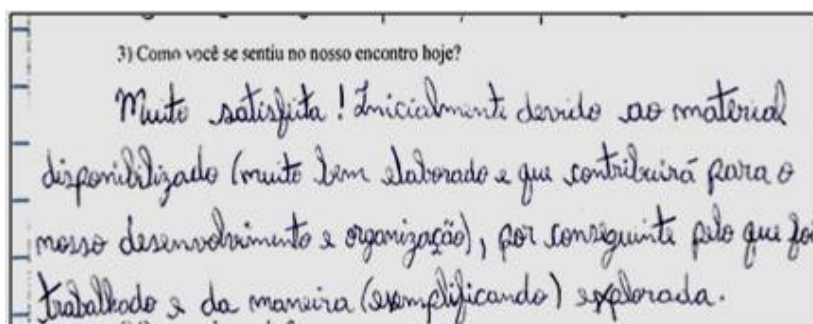 3) Como você se sentiu no nosso encontro hoje?
Muito satisfeita! Inicialmente devido ao material
disponibilizado (muito bem elaborado e que contribuirá para o
nosso desenvolvimento e organização), por conseguinte pelo que foi
trabalhado e da maneira (exemplificando) explorada.